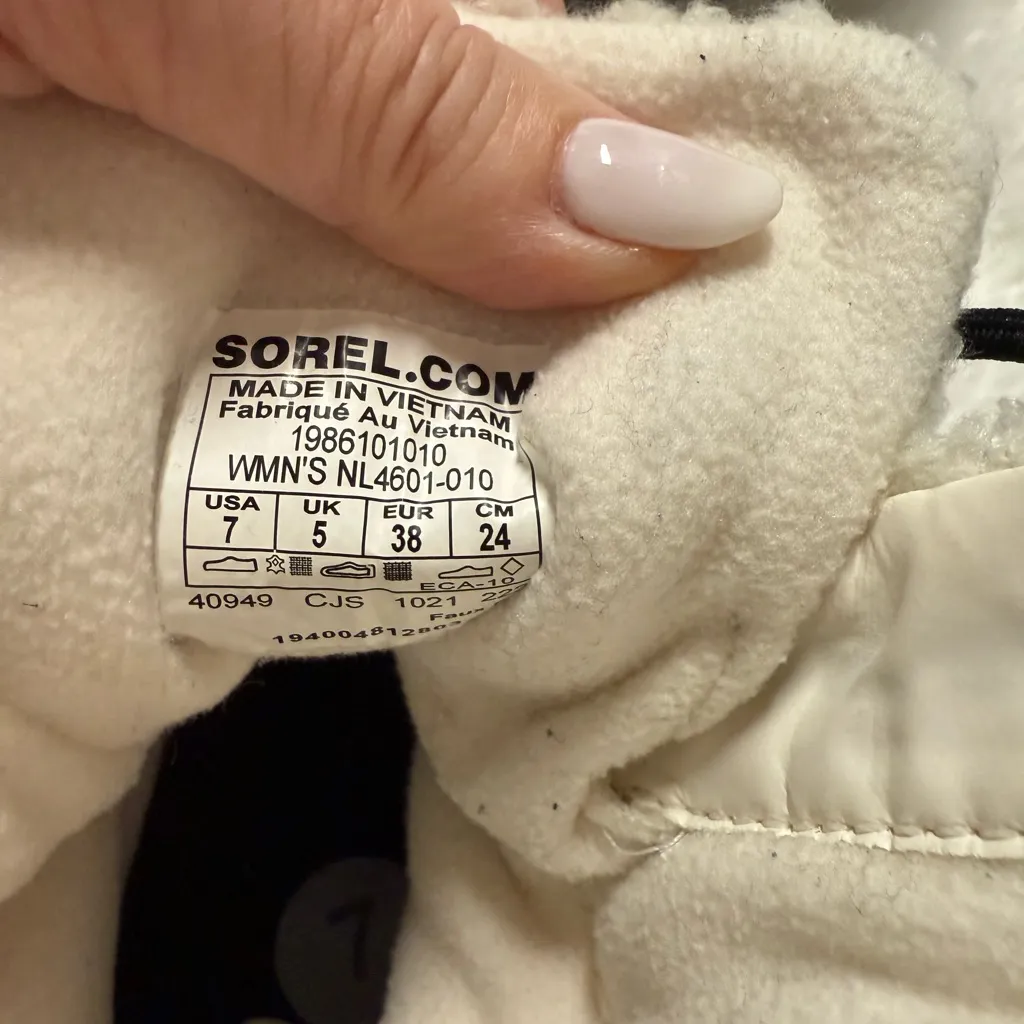 SOREL.COM
MADE IN VIETNAM
Fabriqué Au Vietnam
1986101010
WMN'S NL4601-010
USA UK EUR CM
7 5 38 24
ECA-10
40949 CJS 1021
7